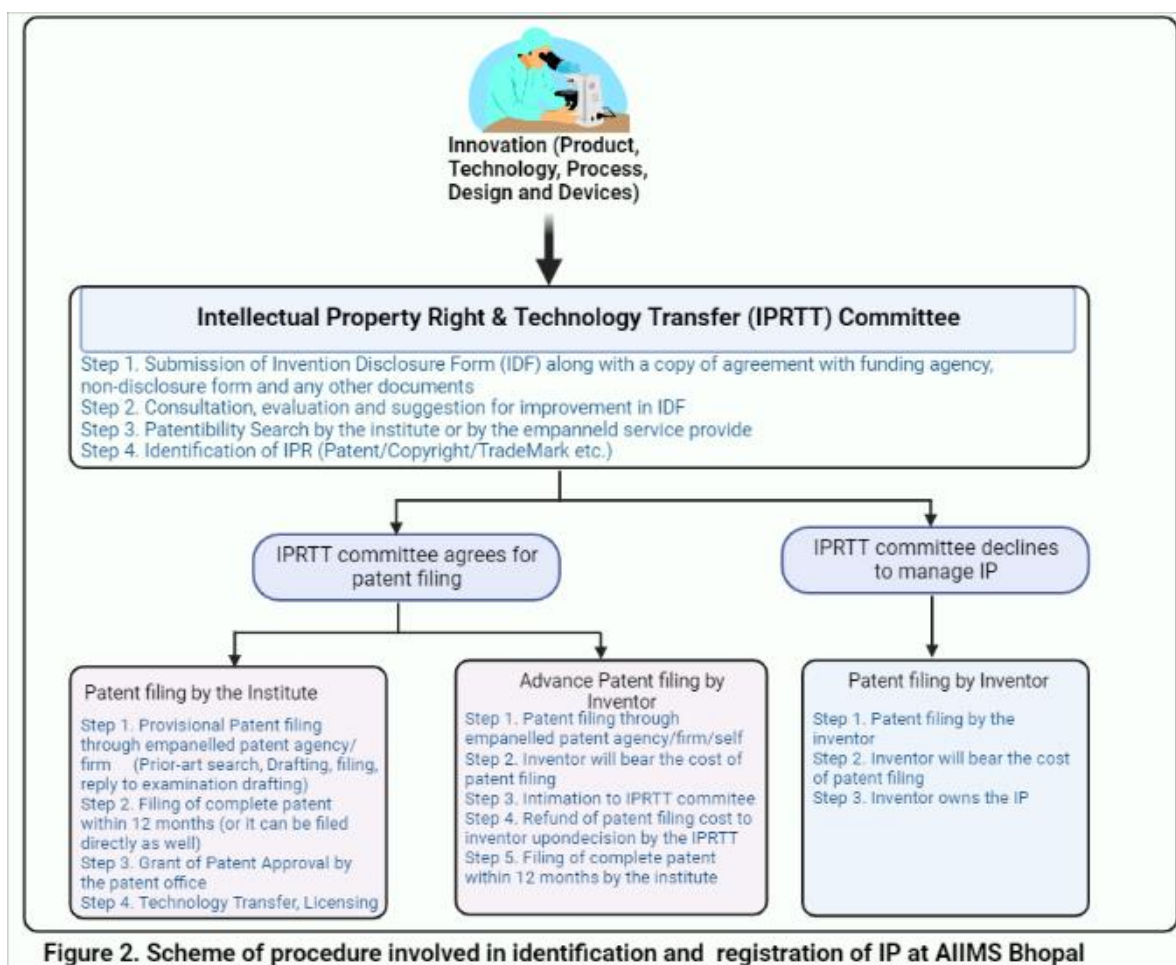 Innovation (Product,
Technology, Process,
Design and Devices)
Intellectual Property Right & Technology Transfer (IPRTT) Committee
Step 1. Submission of Invention Disclosure Form (IDF) along with a copy of agreement with funding agency,
non-disclosure form and any other documents
Step 2. Consultation, evaluation and suggestion for improvement in IDF
Step 3. Patentibility Search by the institute or by the empanneld service provide
Step 4. Identification of IPR (Patent/Copyright/TradeMark etc.)
IPRTT committee agrees for
patent filing
IPRTT committee declines
to manage IP
Patent filing by the Institute
Step 1. Provisional Patent filing
through empanelled patent agency/
firm (Prior-art search, Drafting, filing,
reply to examination drafting)
Step 2. Filing of complete patent
within 12 months (or it can be filed
directly as well)
Step 3. Grant of Patent Approval by
the patent office
Step 4. Technology Transfer, Licensing
Advance Patent filing by
Inventor
Step 1. Patent filing through
empanelled patent agency/firm/self
Step 2. Inventor will bear the cost of
patent filing
Step 3. Intimation to IPRTT commitee
Step 4. Refund of patent filing cost to
inventor upondecision by the IPRTT
Step 5. Filing of complete patent
within 12 months by the institute
Patent filing by Inventor
Step 1. Patent filing by the
inventor
Step 2. Inventor will bear the cost
of patent filing
Step 3. Inventor owns the IP
Figure 2. Scheme of procedure involved in identification and registration of IP at AIIMS Bhopal